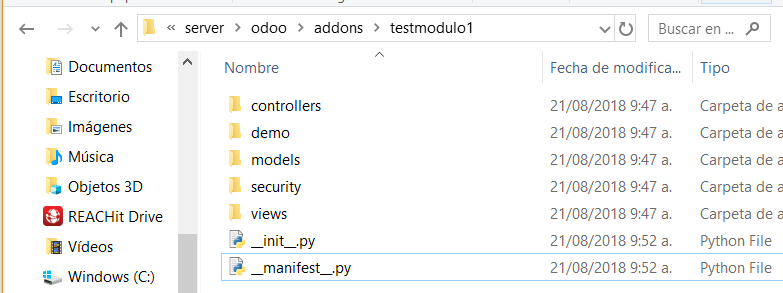 « server › odoo › addons › testmodulo1
Buscar en ...
Documentos
Escritorio
Imágenes
Música
Objetos 3D
REACHit Drive
Vídeos
Windows (C:)
Nombre Fecha de modifica... Tipo
controllers 21/08/2018 9:47 a. Carpeta de a
demo 21/08/2018 9:47 a. Carpeta de a
models 21/08/2018 9:47 a. Carpeta de a
security 21/08/2018 9:47 a. Carpeta de a
views 21/08/2018 9:47 a. Carpeta de a
__init__.py 21/08/2018 9:52 a. Python File
__manifest__.py 21/08/2018 9:52 a. Python File